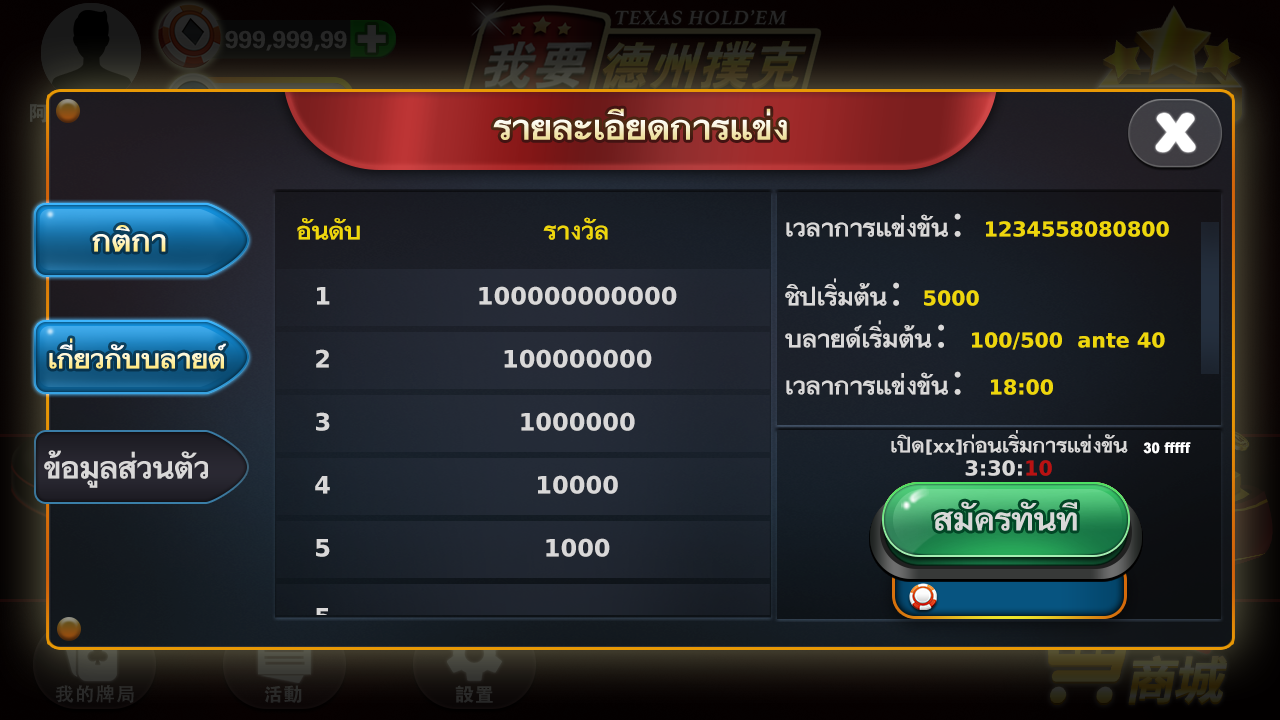 999,999,99
TEXAS HOLD'EM
我要德州撲克
阿
รายละเอียดการแข่ง
X
กติกา
เกี่ยวกับบลายด์
ข้อมูลส่วนตัว
อันดับ รางวัล
1 100000000000
2 100000000
3 1000000
4 10000
5 1000
5
เวลาการแข่งขัน: 1234558080800
ชิปเริ่มต้น: 5000
บลายด์เริ่มต้น: 100/500 ante 40
เวลาการแข่งขัน: 18:00
เปิด[xx]ก่อนเริ่มการแข่งขัน 30 fffff
3:30:10
สมัครทันที
我的牌局
活動
設置
商城